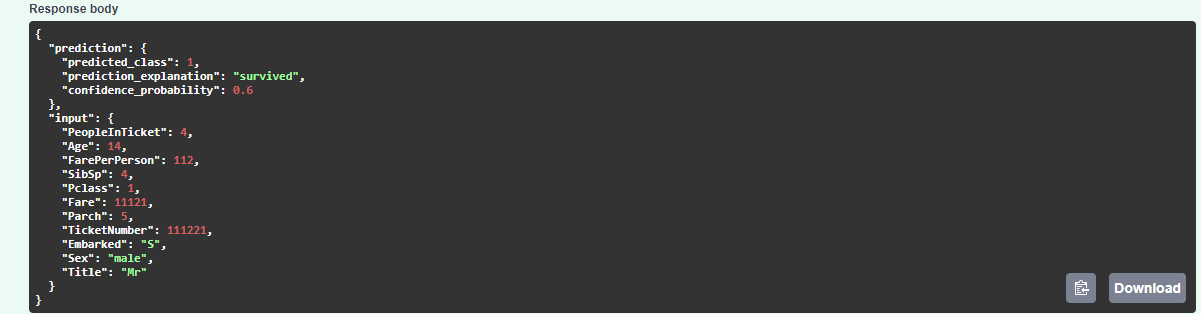 Response body
{
  "prediction": {
    "predicted_class": 1,
    "prediction_explanation": "survived",
    "confidence_probability": 0.6
  },
  "input": {
    "PeopleInTicket": 4,
    "Age": 14,
    "FarePerPerson": 112,
    "SibSp": 4,
    "Pclass": 1,
    "Fare": 11121,
    "Parch": 5,
    "TicketNumber": 111221,
    "Embarked": "S",
    "Sex": "male",
    "Title": "Mr"
  }
}
Download